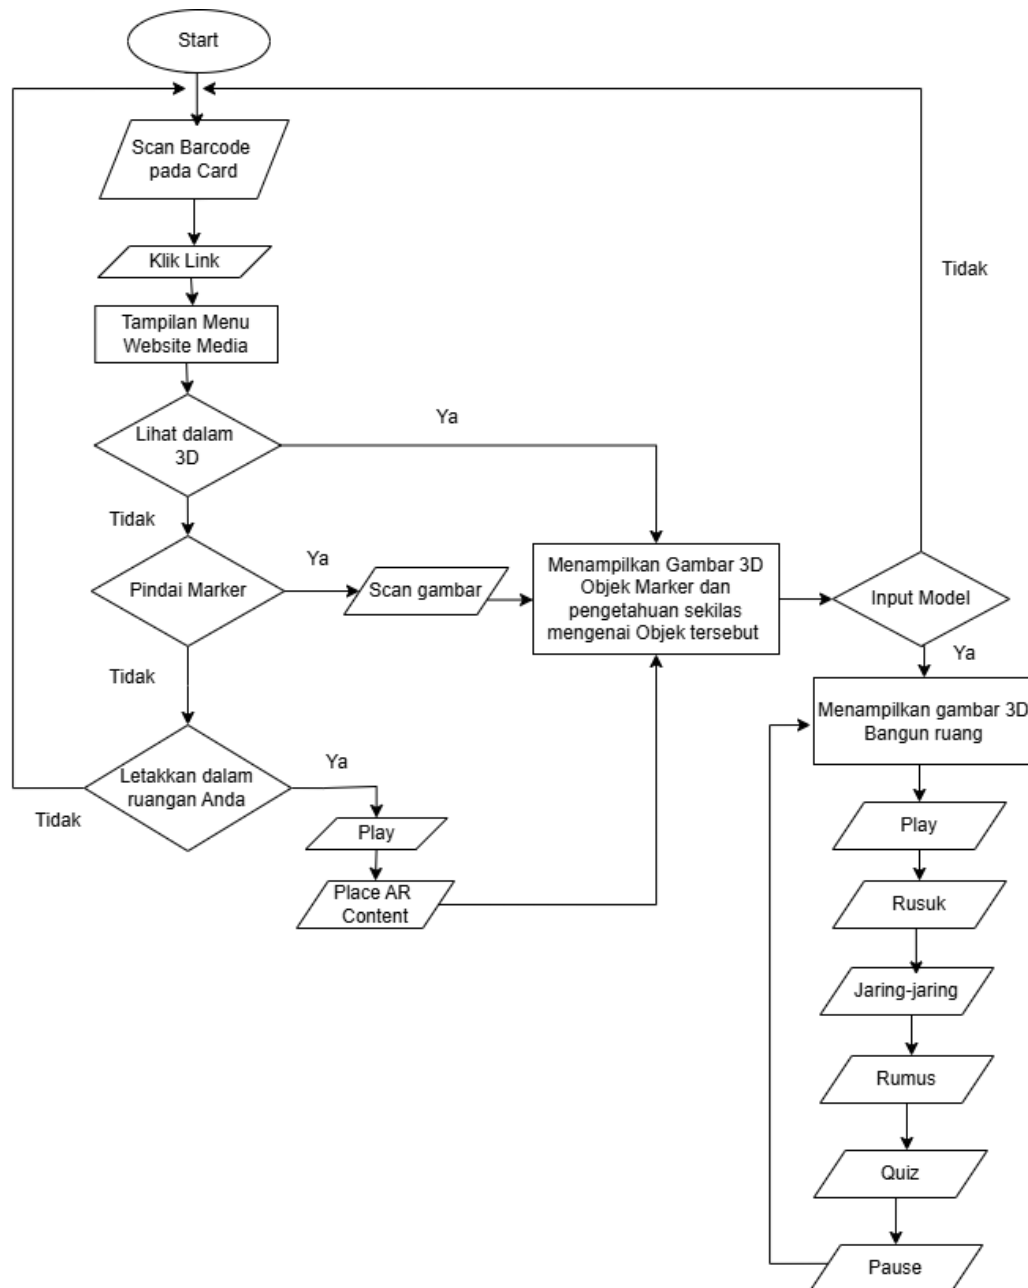 Start
Scan Barcode
pada Card
Klik Link
Tidak
Tampilan Menu
Website Media
Ya
Lihat dalam
3D
Tidak
Pindai Marker
Ya
Scan gambar
Menampilkan Gambar 3D
Objek Marker dan
pengetahuan sekilas
mengenai Objek tersebut
Input Model
Ya
Tidak
Menampilkan gambar 3D
Bangun ruang
Letakkan dalam
ruangan Anda
Ya
Tidak
Play
Place AR
Content
Play
Rusuk
Jaring-jaring
Rumus
Quiz
Pause